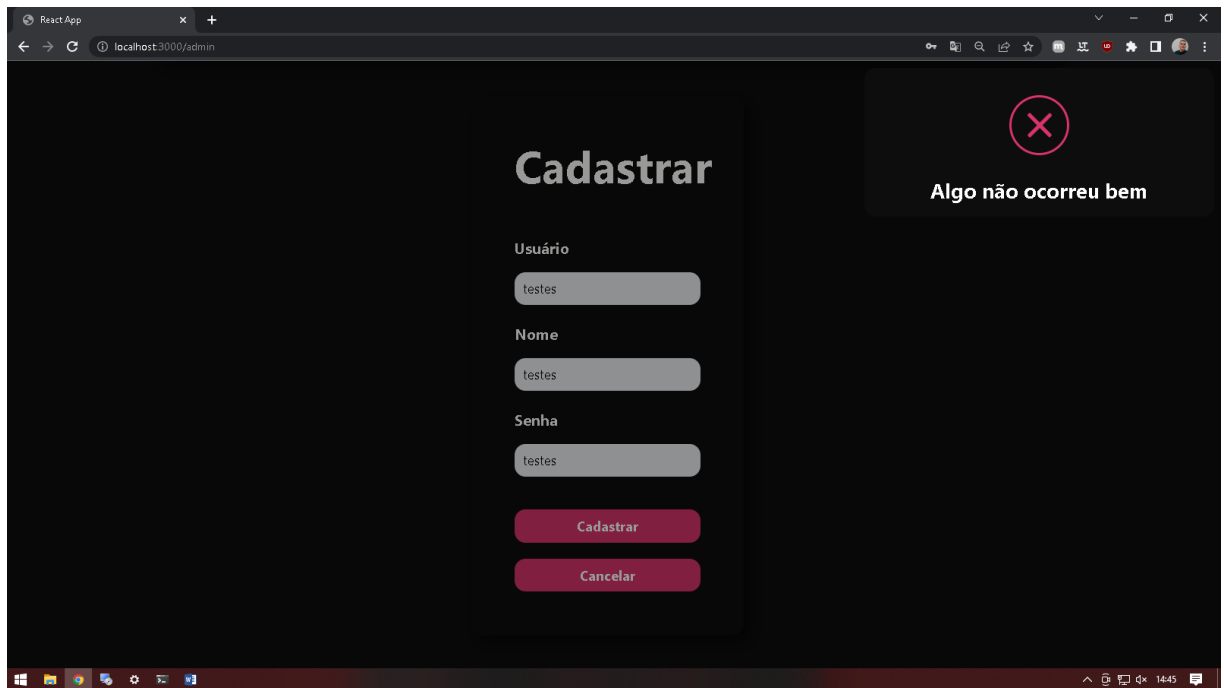 React App
localhost:3000/admin
Algo não ocorreu bem
Cadastrar
Usuário
testes
Nome
testes
Senha
testes
Cadastrar
Cancelar
14:45